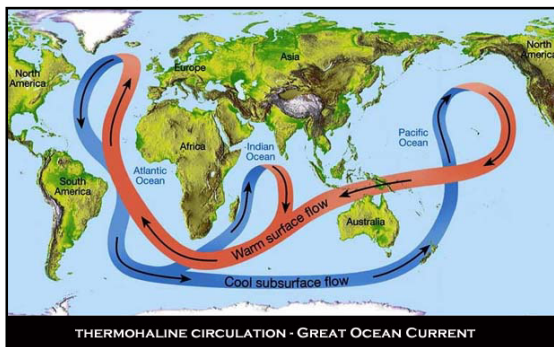 North
America
Europe
Asia
North
America
Africa
Indian
Ocean
Pacific
Ocean
Atlantic
Ocean
South
America
Australia
Warm surface flow
Cool subsurface flow
THERMOHALINE CIRCULATION - GREAT OCEAN CURRENT